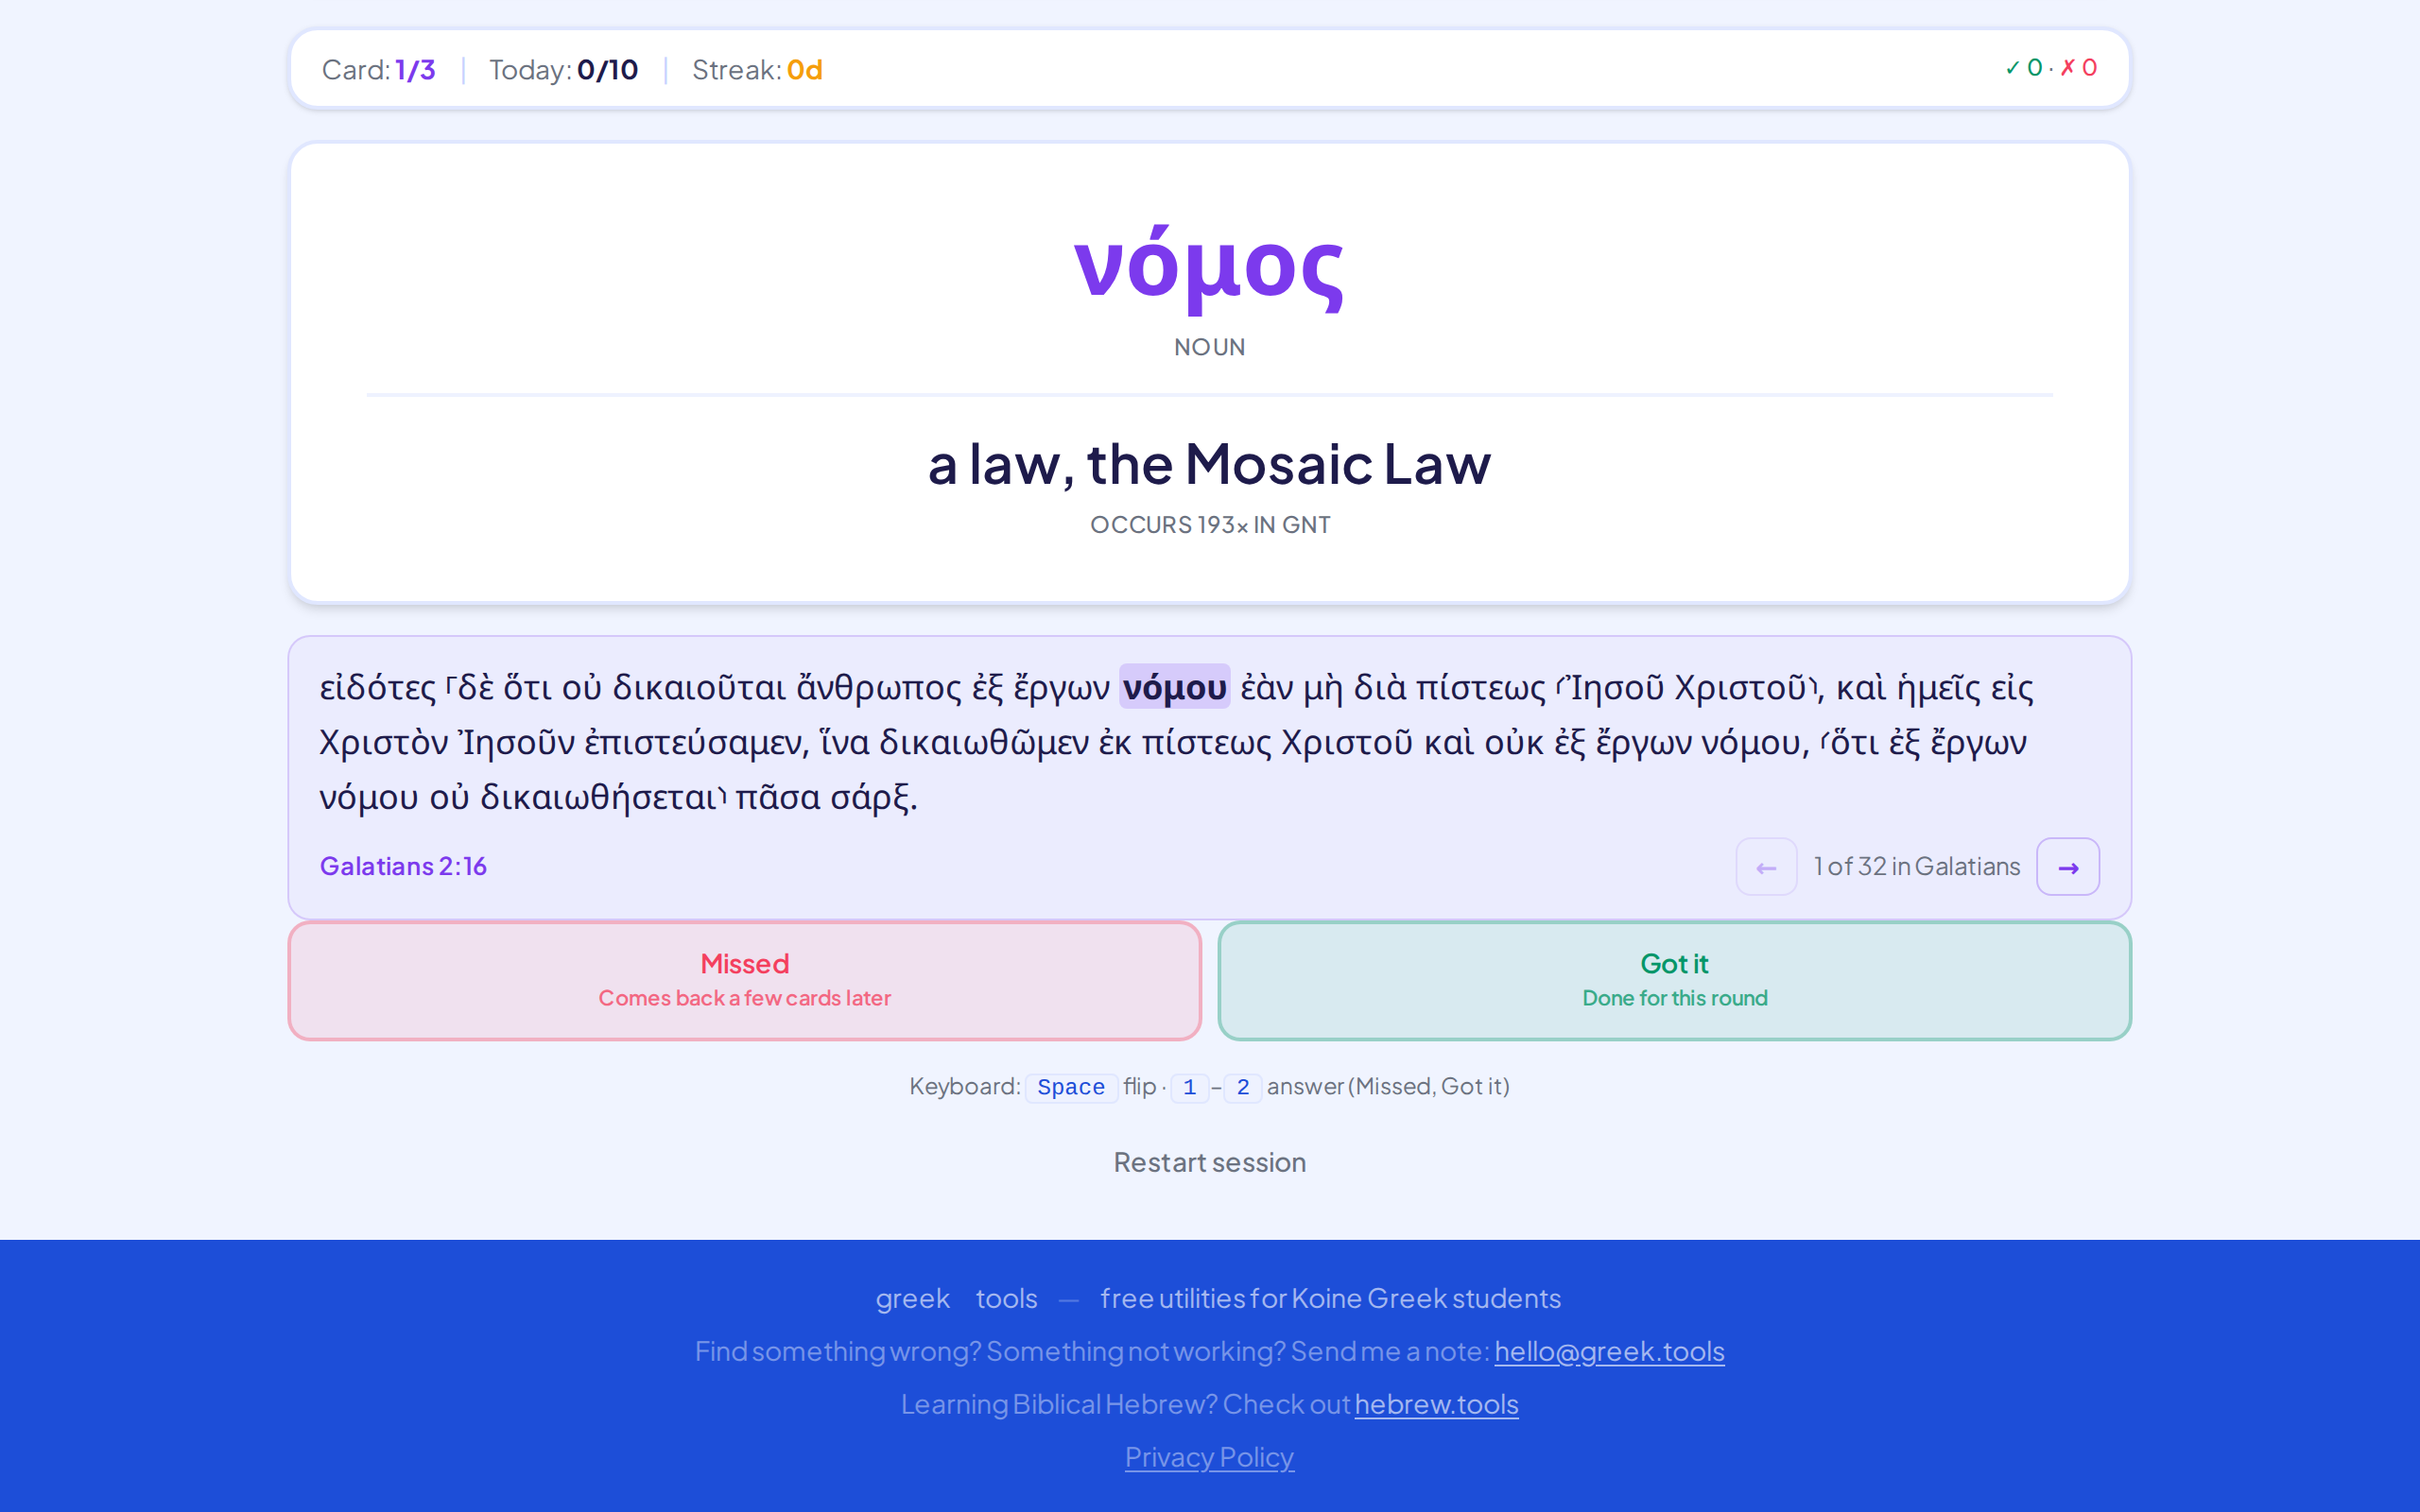 Card: 1/3 | Today: 0/10 | Streak: 0d
✓ 0 · ✗ 0
νόμος
NOUN
a law, the Mosaic Law
OCCURS 193× IN GNT
εἰδότες ⸀δὲ ὅτι οὐ δικαιοῦται ἄνθρωπος ἐξ ἔργων νόμου ἐὰν μὴ διὰ πίστεως ⸂Ἰησοῦ Χριστοῦ⸃, καὶ ἡμεῖς εἰς
Χριστὸν Ἰησοῦν ἐπιστεύσαμεν, ἵνα δικαιωθῶμεν ἐκ πίστεως Χριστοῦ καὶ οὐκ ἐξ ἔργων νόμου, ⸂ὅτι ἐξ ἔργων
νόμου οὐ δικαιωθήσεται⸃ πᾶσα σάρξ.
Galatians 2:16
← 1 of 32 in Galatians →
Missed
Comes back a few cards later
Got it
Done for this round
Keyboard: Space flip · 1 – 2 answer (Missed, Got it)
Restart session
greek tools — free utilities for Koine Greek students
Find something wrong? Something not working? Send me a note: hello@greek.tools
Learning Biblical Hebrew? Check out hebrew.tools
Privacy Policy